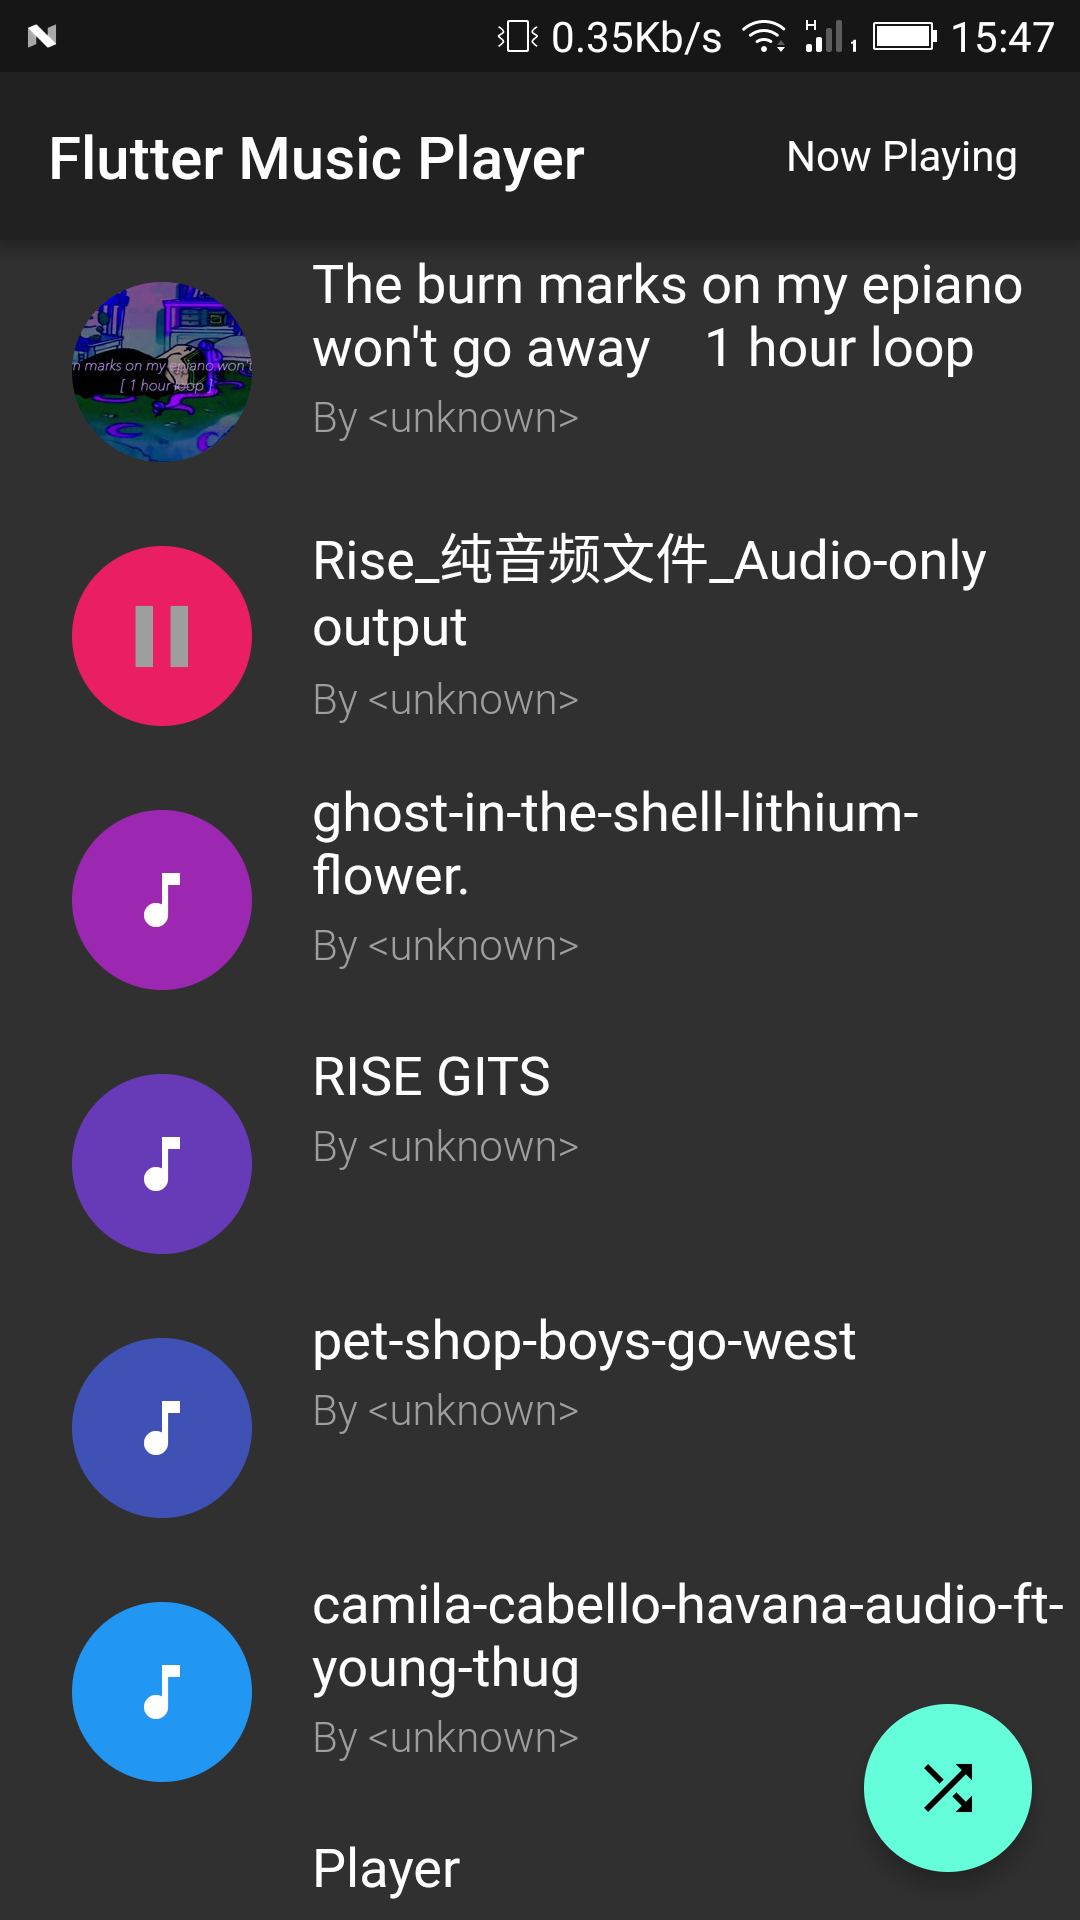 0.35Kb/s H 1 15:47
Flutter Music Player
Now Playing
The burn marks on my epiano
won't go away 1 hour loop
n marks on my epiano won't
[ 1 hour loop ]
By <unknown>
Rise_纯音频文件_Audio-only
output
By <unknown>
ghost-in-the-shell-lithium-
flower.
By <unknown>
RISE GITS
By <unknown>
pet-shop-boys-go-west
By <unknown>
camila-cabello-havana-audio-ft-
young-thug
By <unknown>
Player